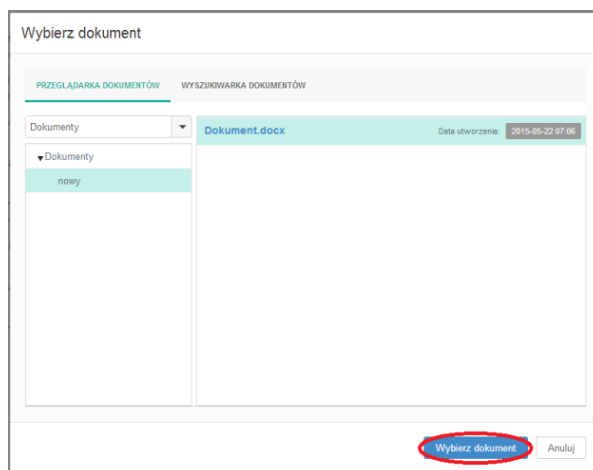 Wybierz dokument
PRZEGLĄDARKA DOKUMENTÓW WYSZUKIWARKA DOKUMENTÓW
Dokumenty Dokument.docx Data utworzenia: 2015-05-22 07:06
Dokumenty
nowy
Wybierz dokument Anuluj